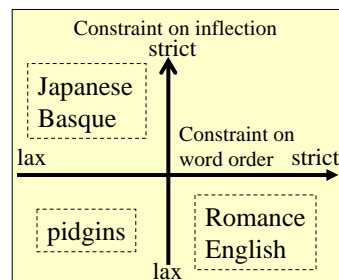 Constraint on inflection
strict
Japanese
Basque
Constraint on
word order
lax
strict
pidgins
Romance
English
lax